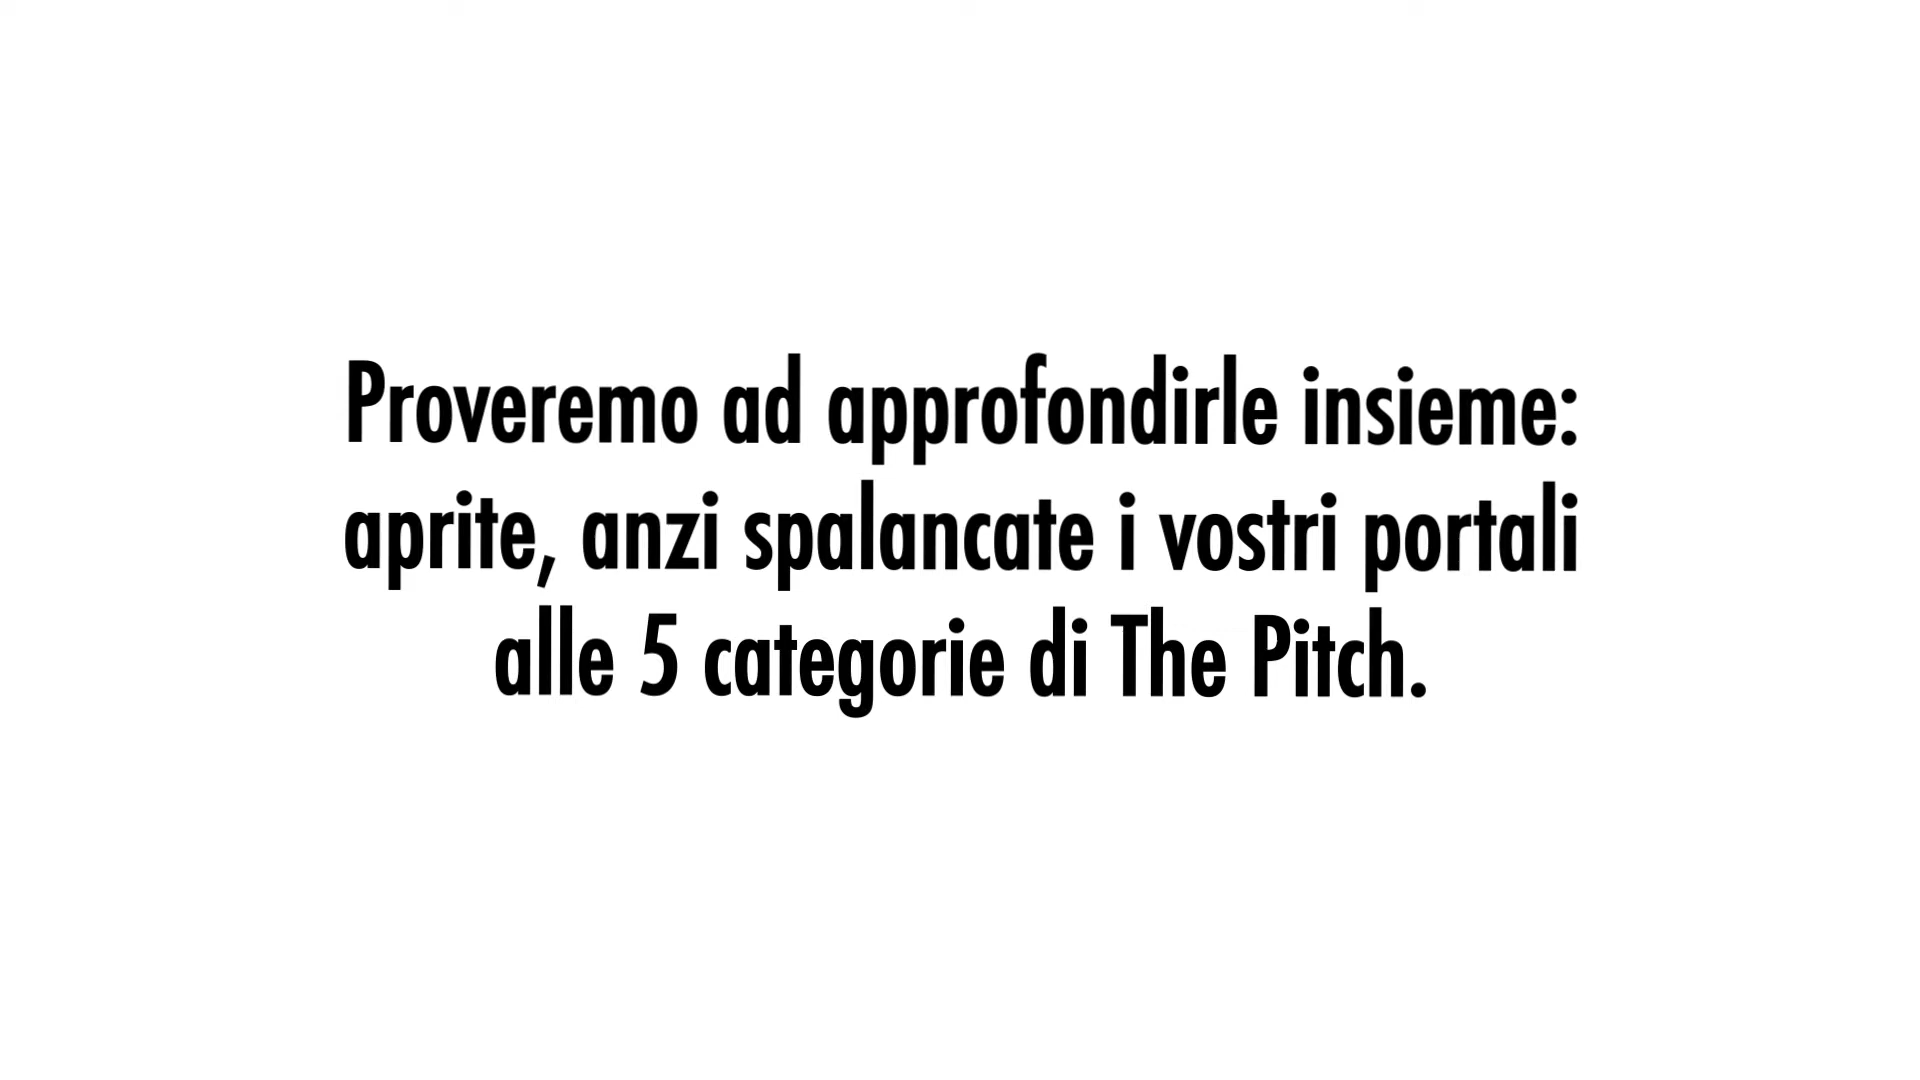 Proveremo ad approfondirle insieme:
aprite, anzi spalancate i vostri portali
alle 5 categorie di The Pitch.